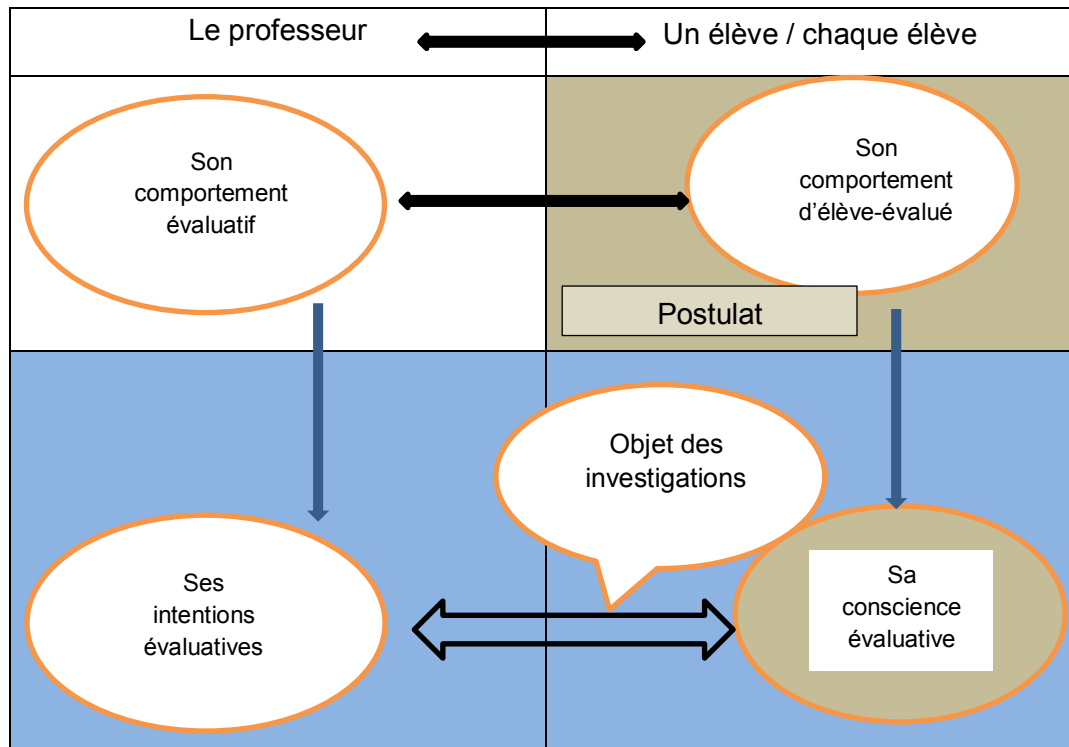 Le professeur
Un élève / chaque élève
Son
comportement
évaluatif
Son
comportement
d'élève-évalué
Postulat
Objet des
investigations
Ses
intentions
évaluatives
Sa
conscience
évaluative